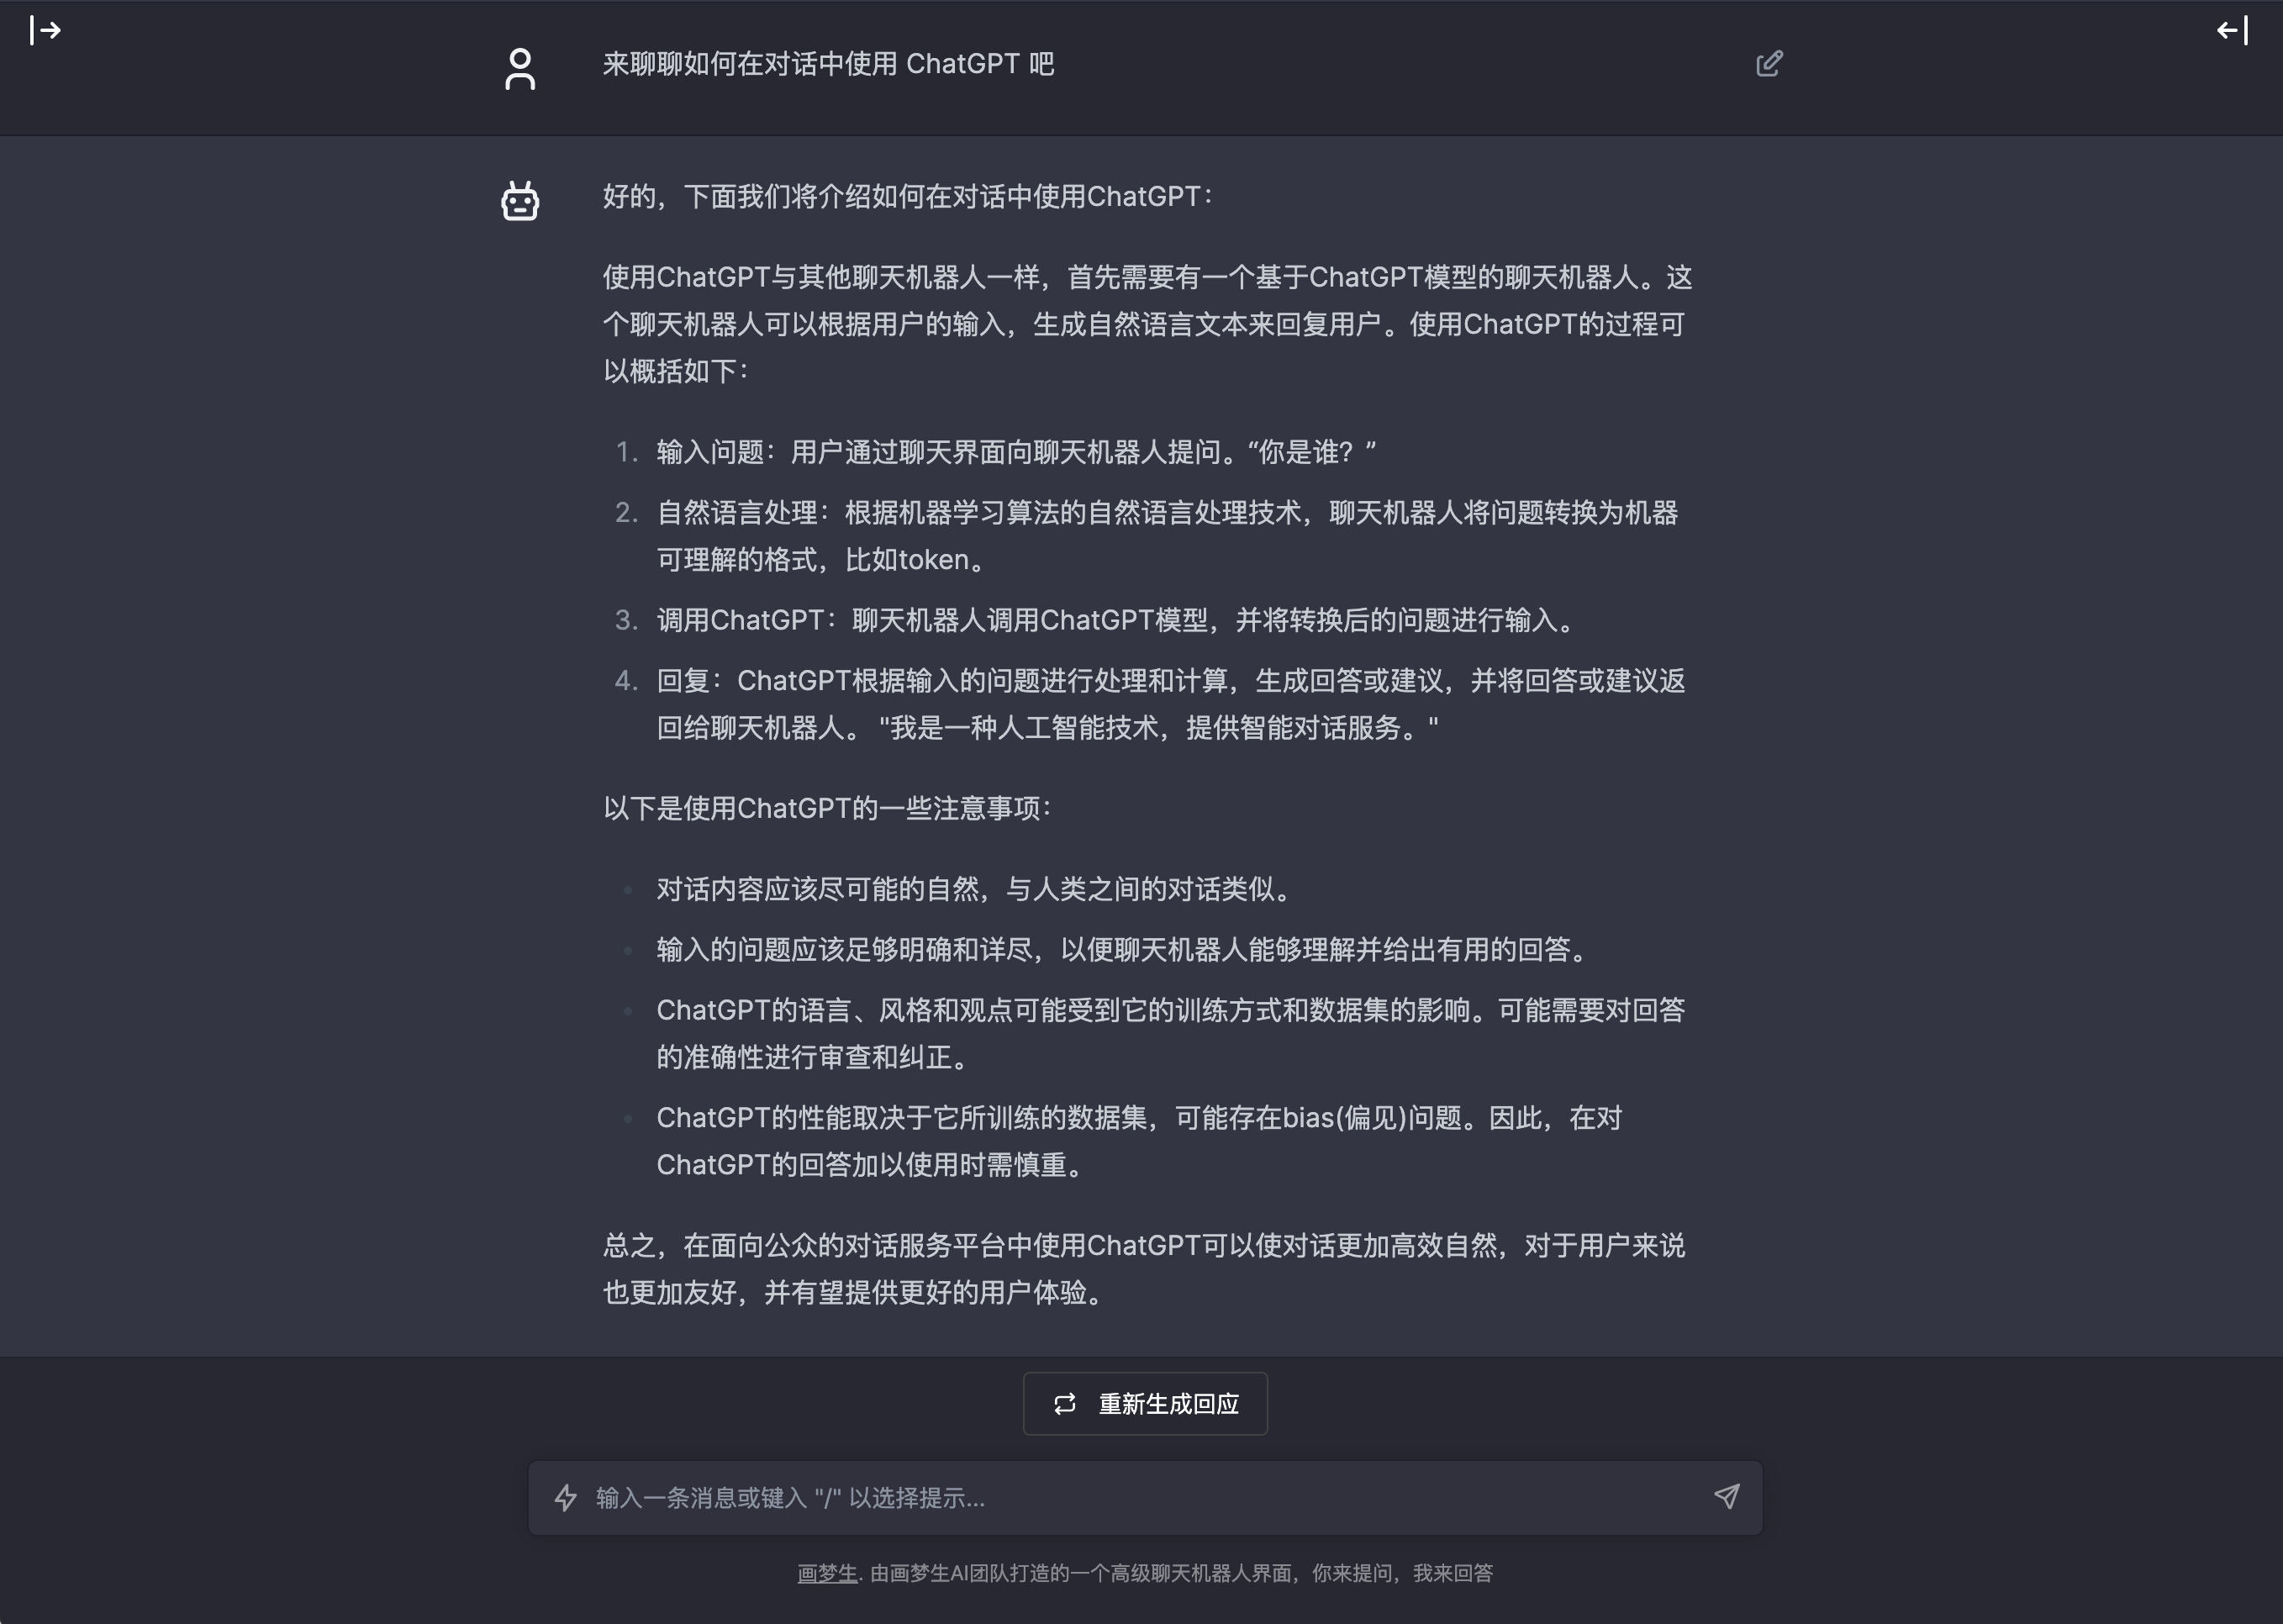 来聊聊如何在对话中使用 ChatGPT 吧
好的，下面我们将介绍如何在对话中使用ChatGPT：
使用ChatGPT与其他聊天机器人一样，首先需要有一个基于ChatGPT模型的聊天机器人。这
个聊天机器人可以根据用户的输入，生成自然语言文本来回复用户。使用ChatGPT的过程可
以概括如下：
1. 输入问题：用户通过聊天界面向聊天机器人提问。“你是谁？”
2. 自然语言处理：根据机器学习算法的自然语言处理技术，聊天机器人将问题转换为机器
可理解的格式，比如token。
3. 调用ChatGPT：聊天机器人调用ChatGPT模型，并将转换后的问题进行输入。
4. 回复：ChatGPT根据输入的问题进行处理和计算，生成回答或建议，并将回答或建议返
回给聊天机器人。 "我是一种人工智能技术，提供智能对话服务。"
以下是使用ChatGPT的一些注意事项：
• 对话内容应该尽可能的自然，与人类之间的对话类似。
• 输入的问题应该足够明确和详尽，以便聊天机器人能够理解并给出有用的回答。
• ChatGPT的语言、风格和观点可能受到它的训练方式和数据集的影响。可能需要对回答
的准确性进行审查和纠正。
• ChatGPT的性能取决于它所训练的数据集，可能存在bias(偏见)问题。因此，在对
ChatGPT的回答加以使用时需慎重。
总之，在面向公众的对话服务平台中使用ChatGPT可以使对话更加高效自然，对于用户来说
也更加友好，并有望提供更好的用户体验。
重新生成回应
输入一条消息或键入 "/" 以选择提示...
画梦生. 由画梦生AI团队打造的一个高级聊天机器人界面，你来提问，我来回答